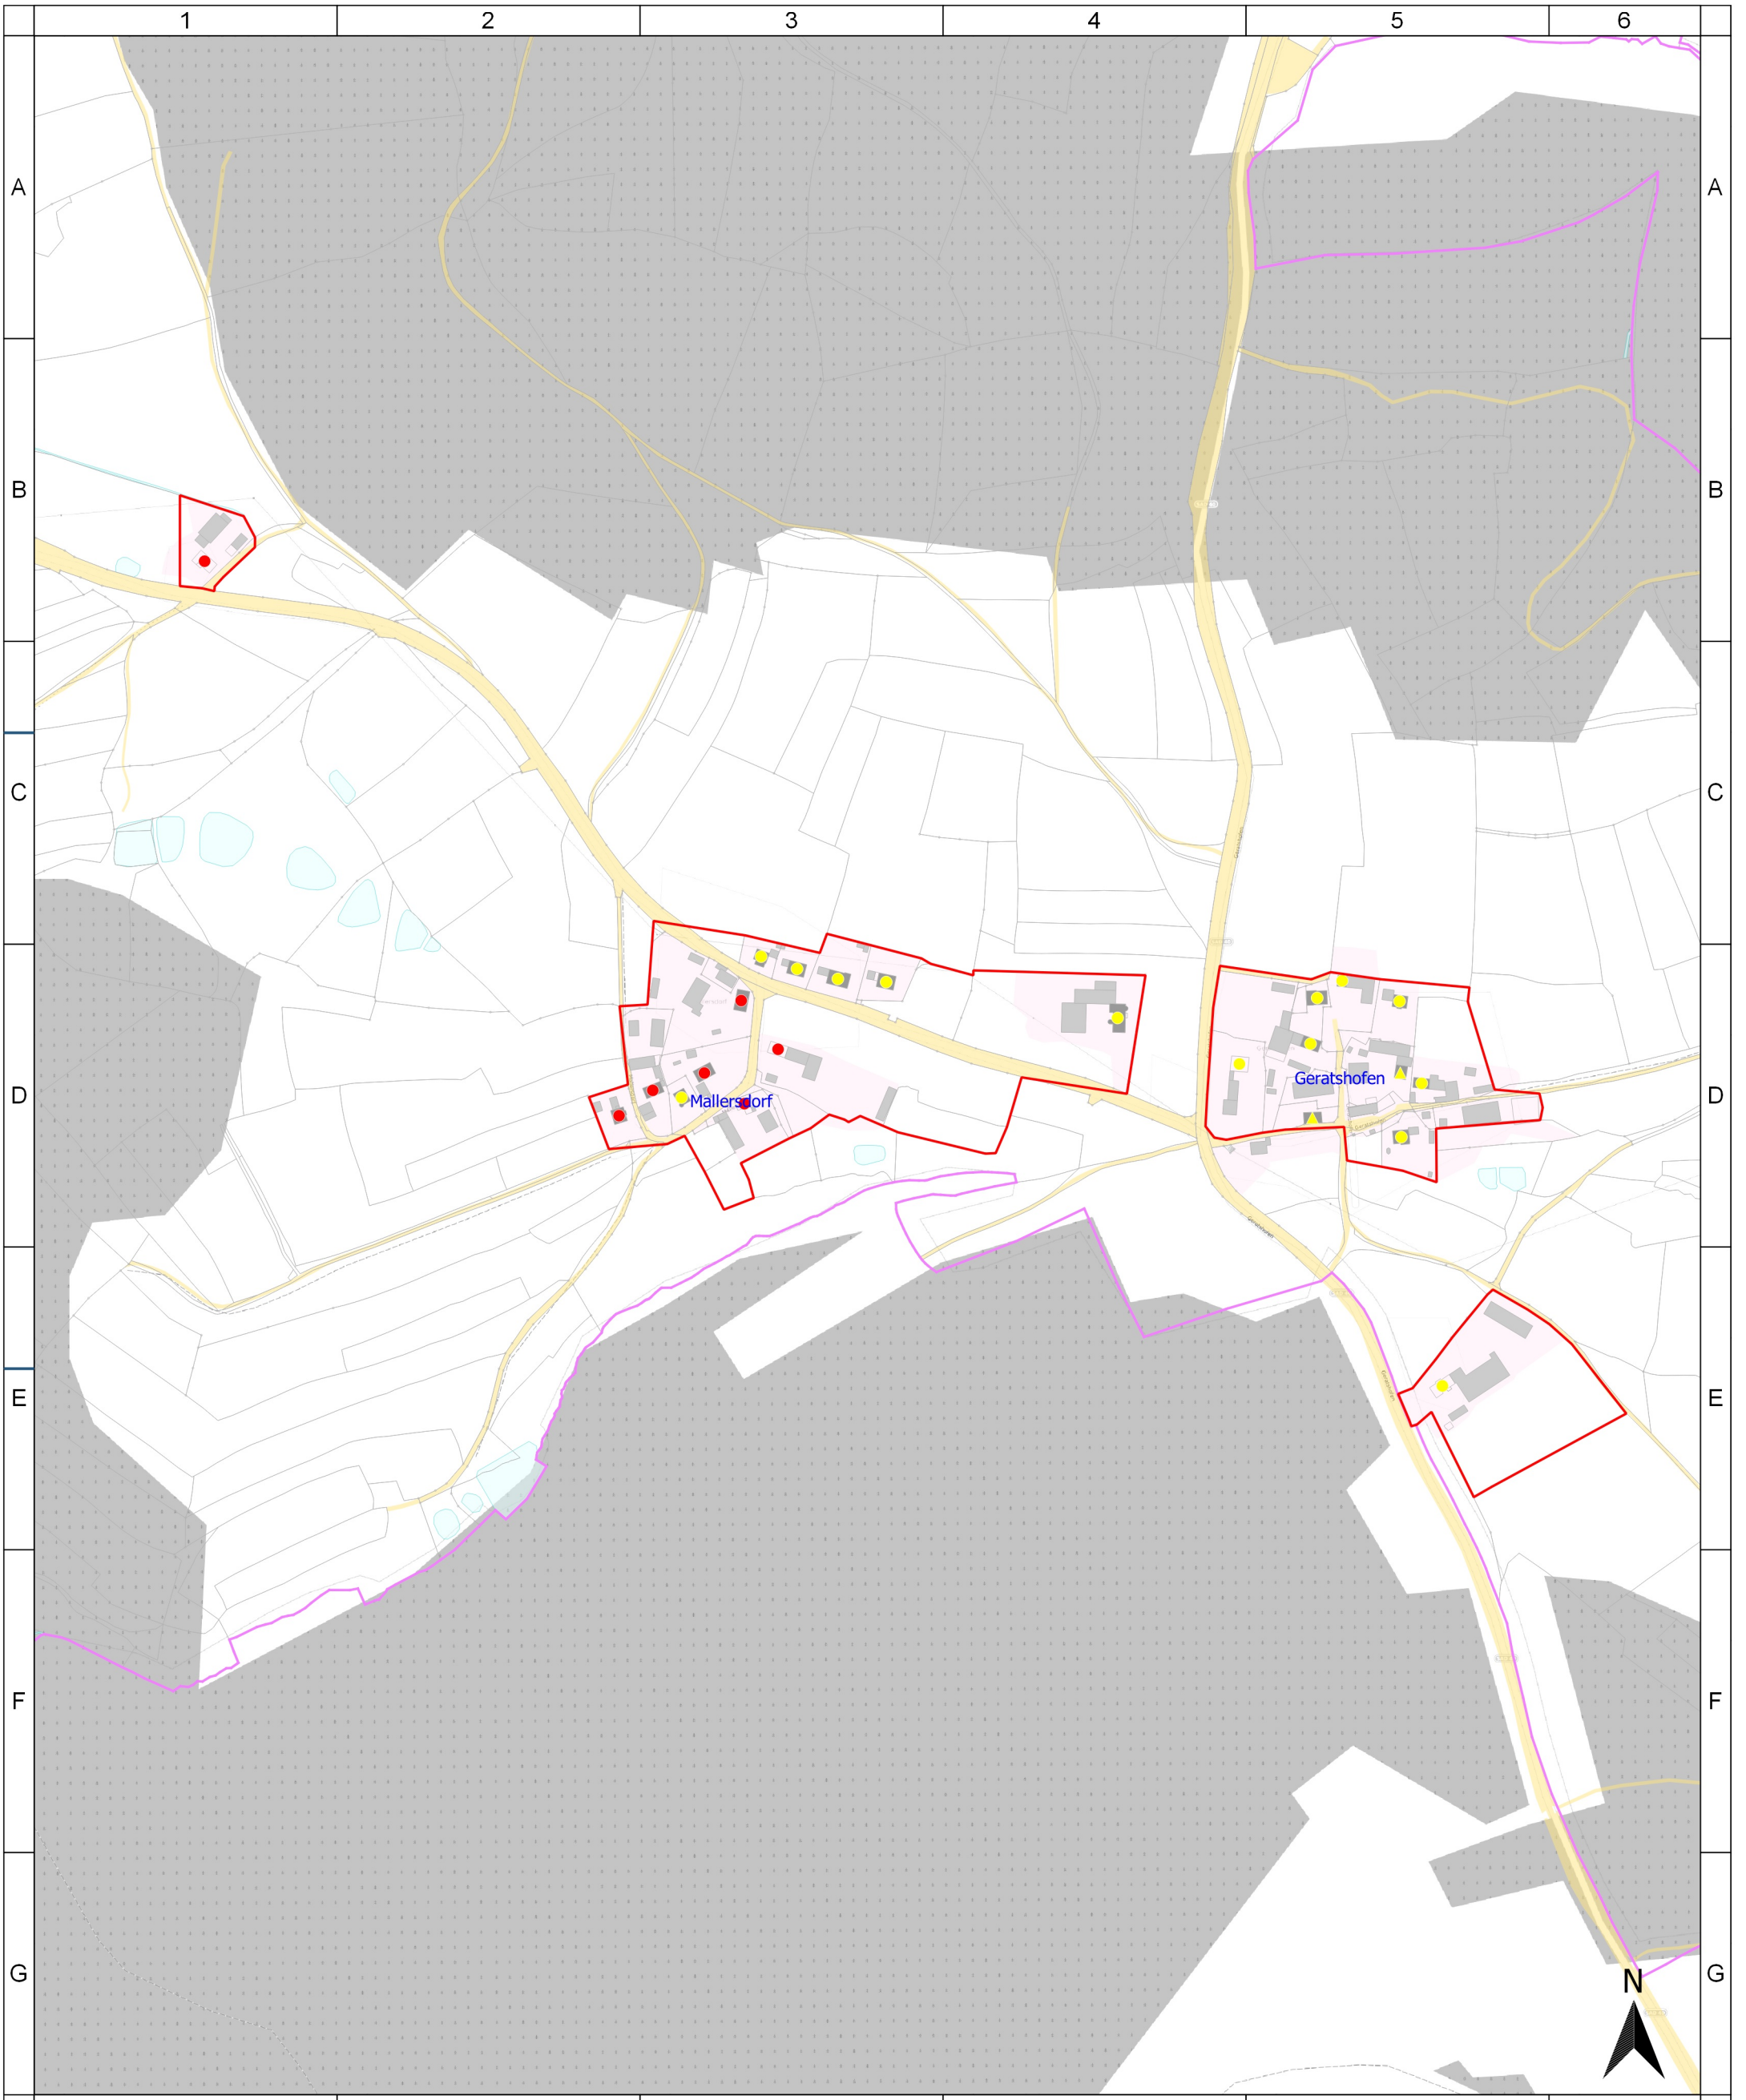 1 2 3 4 5 6
A A
B B
C C
Geratshofen
D D
Mallersdorf
E E
F F
G G
N